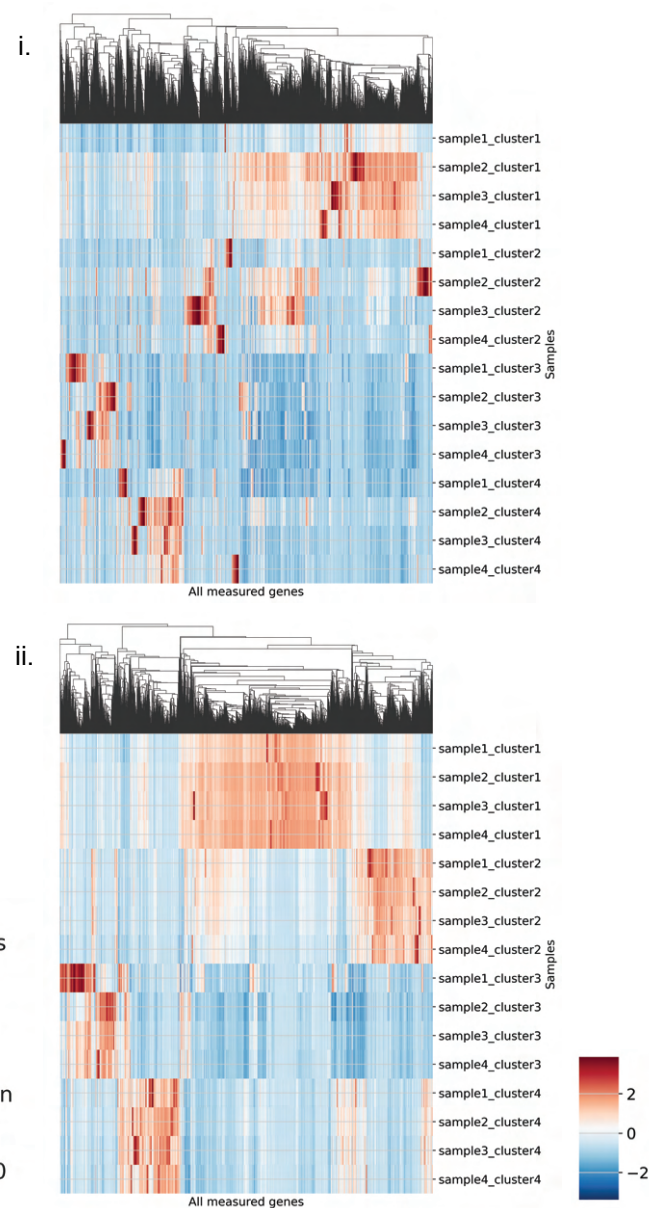 i.
sample1_cluster1
sample2_cluster1
sample3_cluster1
sample4_cluster1
sample1_cluster2
sample2_cluster2
sample3_cluster2
sample4_cluster2
sample1_cluster3
sample2_cluster3
sample3_cluster3
sample4_cluster3
sample1_cluster4
sample2_cluster4
sample3_cluster4
sample4_cluster4
Samples
All measured genes
ii.
sample1_cluster1
sample2_cluster1
sample3_cluster1
sample4_cluster1
sample1_cluster2
sample2_cluster2
sample3_cluster2
sample4_cluster2
sample1_cluster3
sample2_cluster3
sample3_cluster3
sample4_cluster3
sample1_cluster4
sample2_cluster4
sample3_cluster4
sample4_cluster4
Samples
All measured genes
s
n
0
2
0
−2